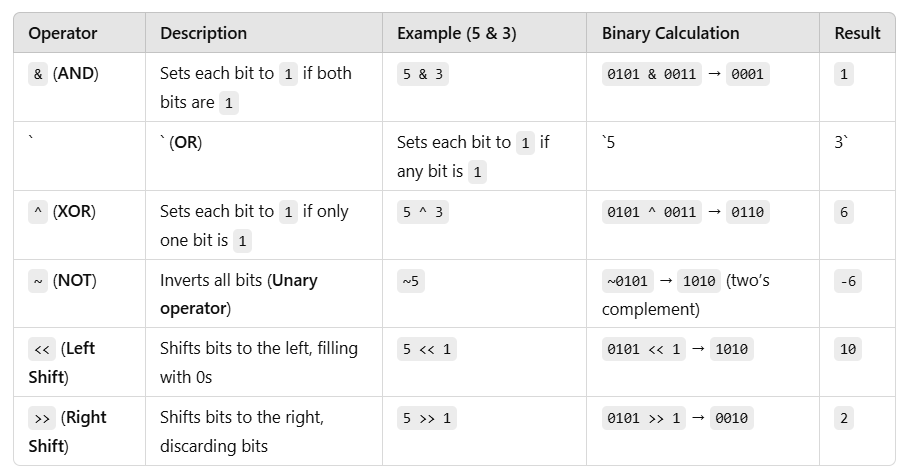 Operator Description Example (5 & 3) Binary Calculation Result
& (AND) Sets each bit to 1 if both 5 & 3 0101 & 0011 → 0001 1
bits are 1
` ` (OR) Sets each bit to 1 if `5 3`
any bit is 1
^ (XOR) Sets each bit to 1 if only 5 ^ 3 0101 ^ 0011 → 0110 6
one bit is 1
~ (NOT) Inverts all bits (Unary ~5 ~0101 → 1010 (two’s -6
operator) complement)
<< (Left Shifts bits to the left, filling 5 << 1 0101 << 1 → 1010 10
Shift) with 0s
>> (Right Shifts bits to the right, 5 >> 1 0101 >> 1 → 0010 2
Shift) discarding bits